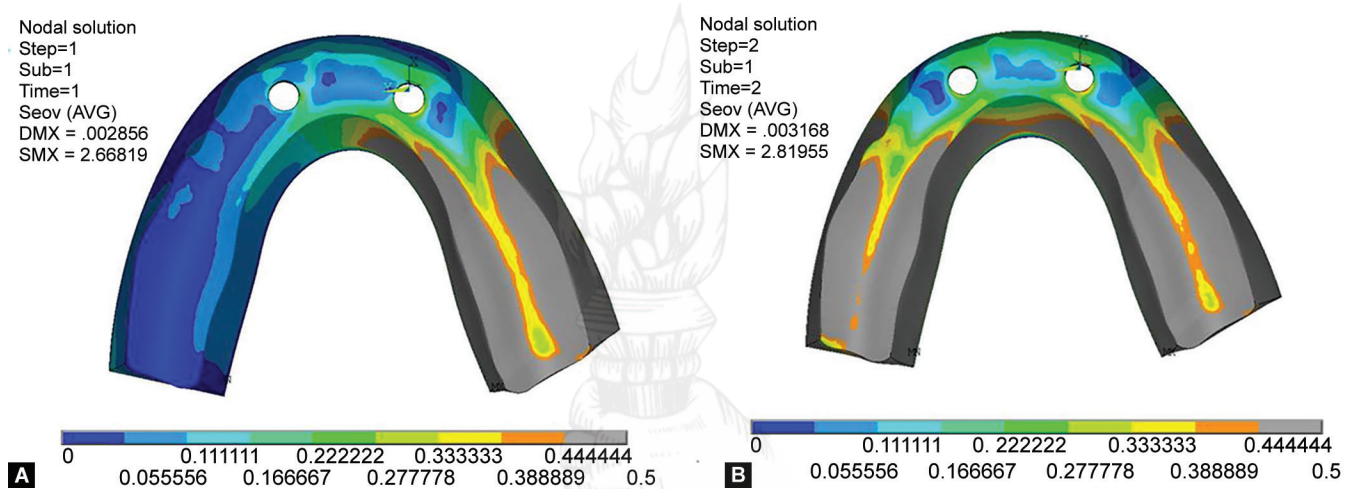 Nodal solution
Step=1
Sub=1
Time=1
Seov (AVG)
DMX = .002856
SMX = 2.66819
A
0 0.111111 0.222222 0.333333 0.444444
0.055556 0.166667 0.277778 0.388889 0.5
Nodal solution
Step=2
Sub=1
Time=2
Seov (AVG)
DMX = .003168
SMX = 2.81955
X
MN
B
0 0.111111 0. 222222 0.333333 0.444444
0.055556 0.166667 0.277778 0.388889 0.5